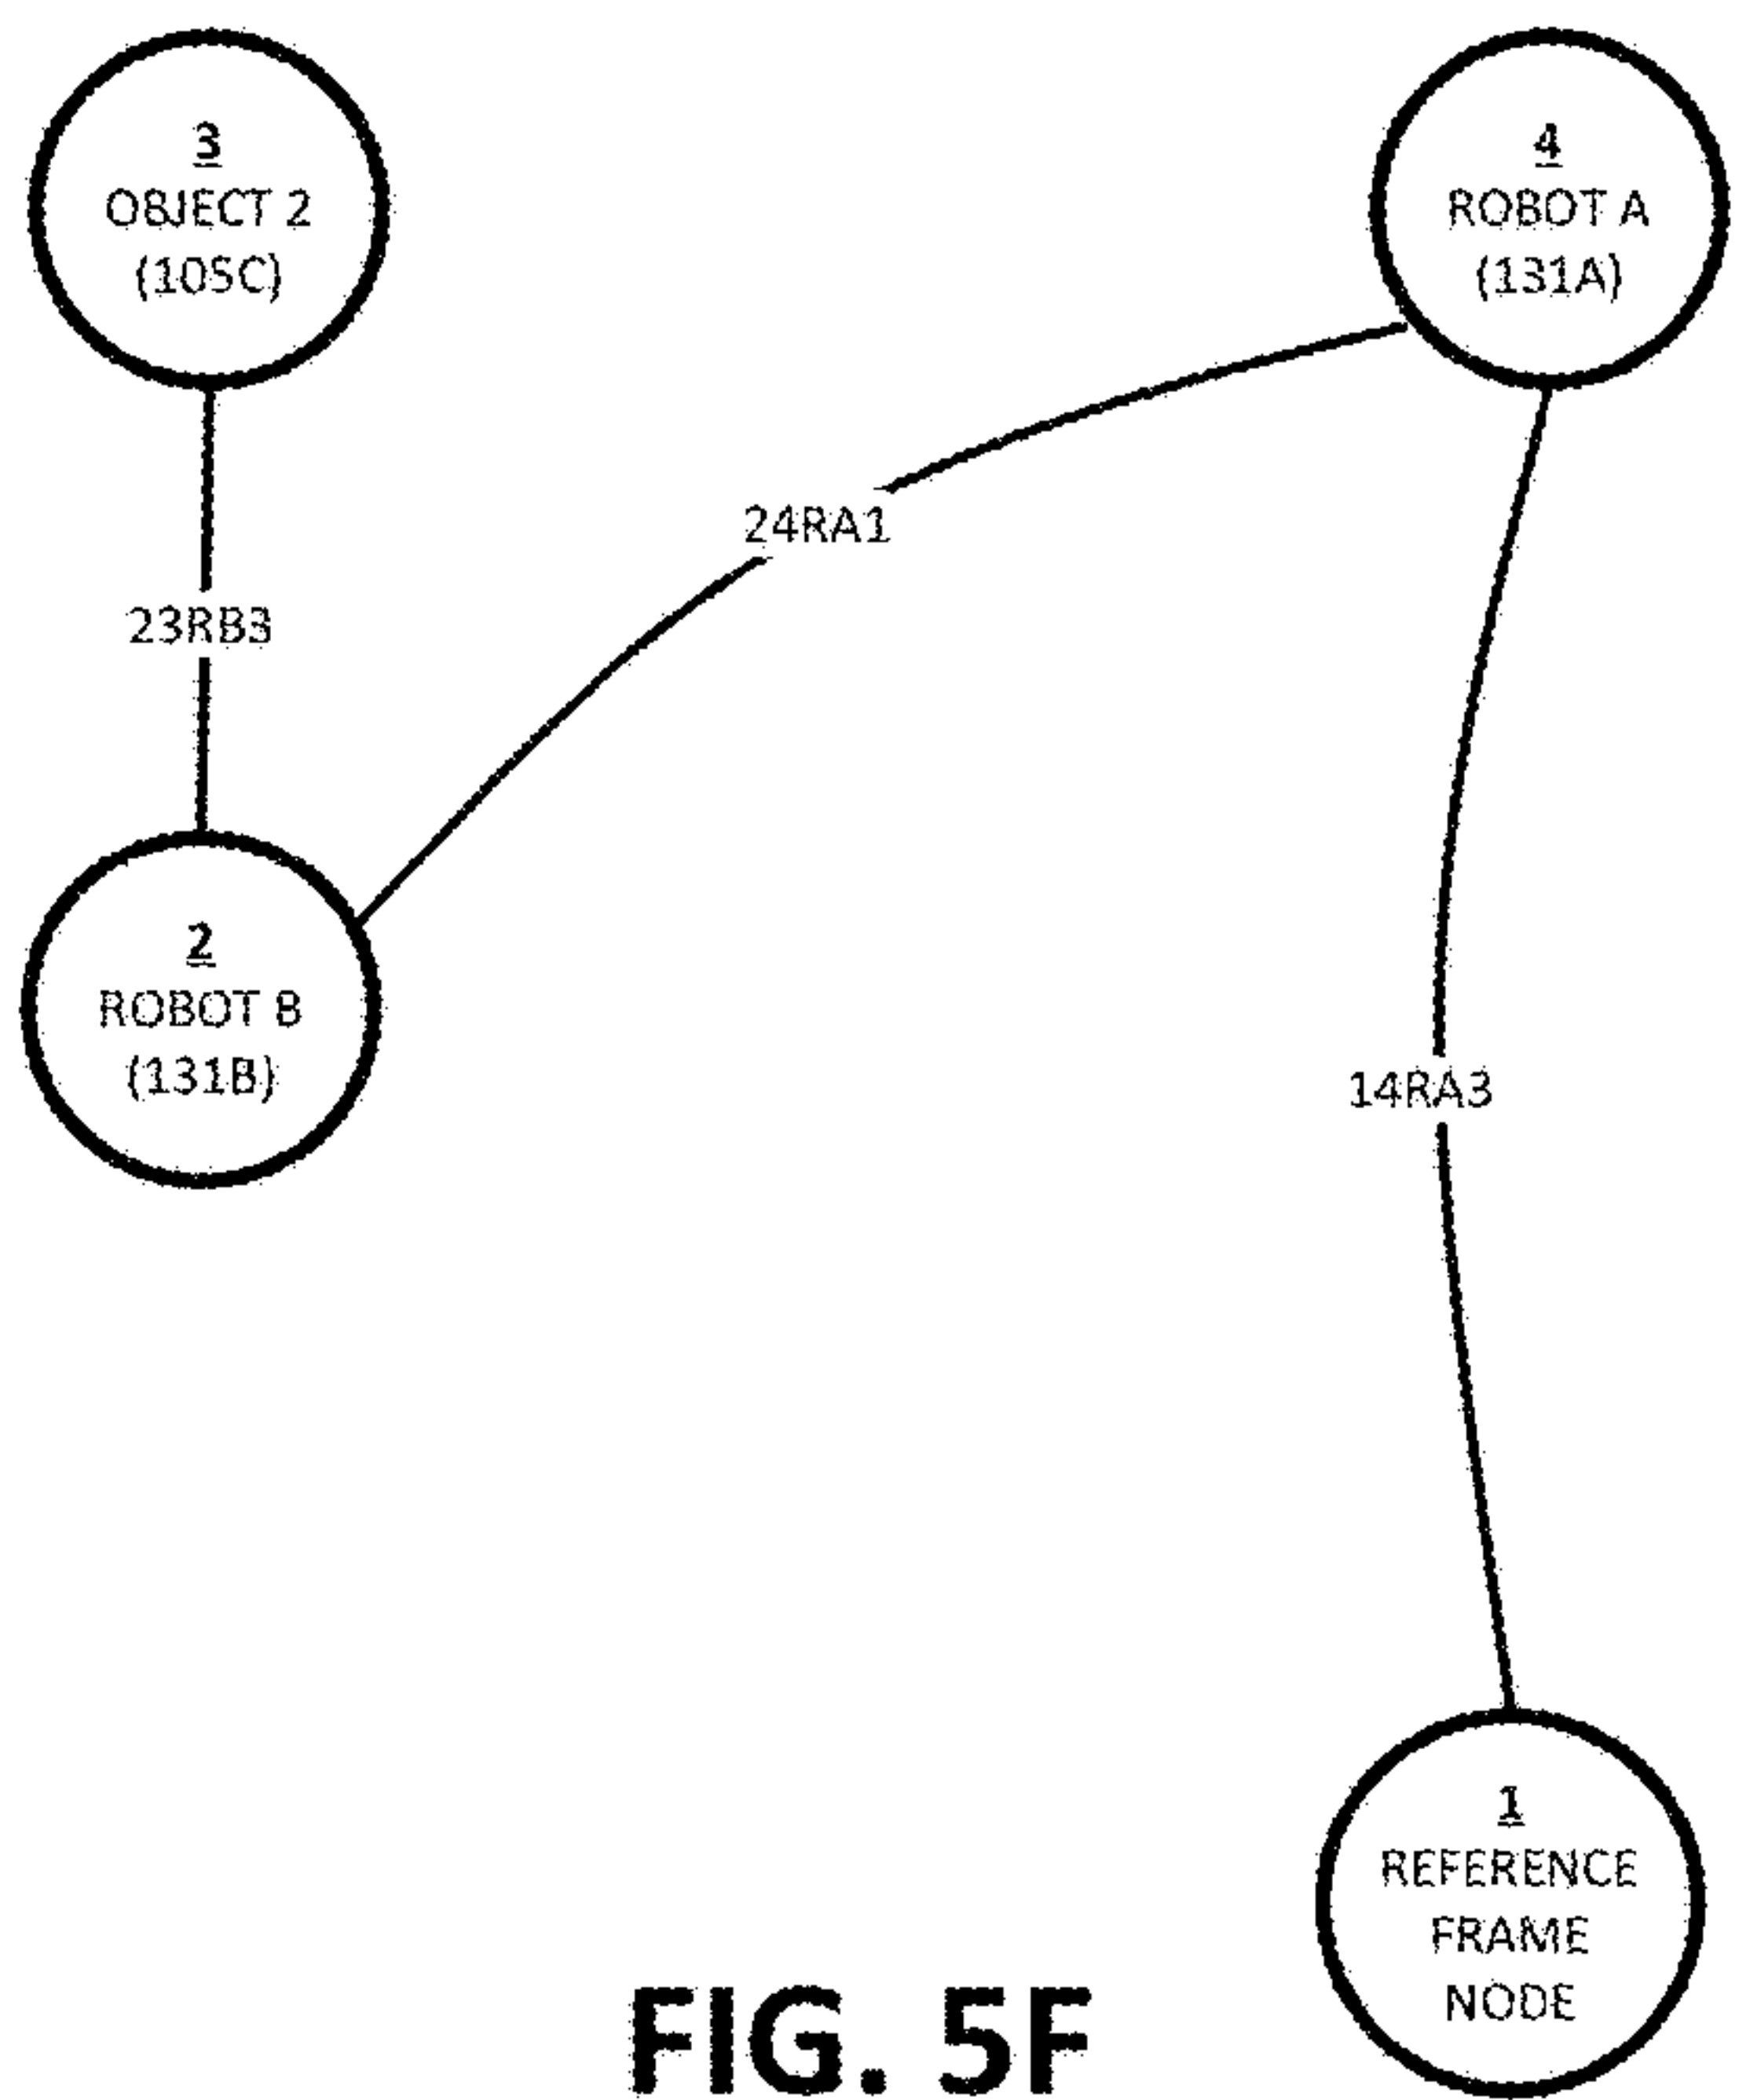 3
OBJECT 2
(105C)
4
ROBOT A
(131A)
24RA1
23RB3
2
ROBOT B
(131B)
14RA3
1
REFERENCE
FRAME
NODE
FIG. 5F